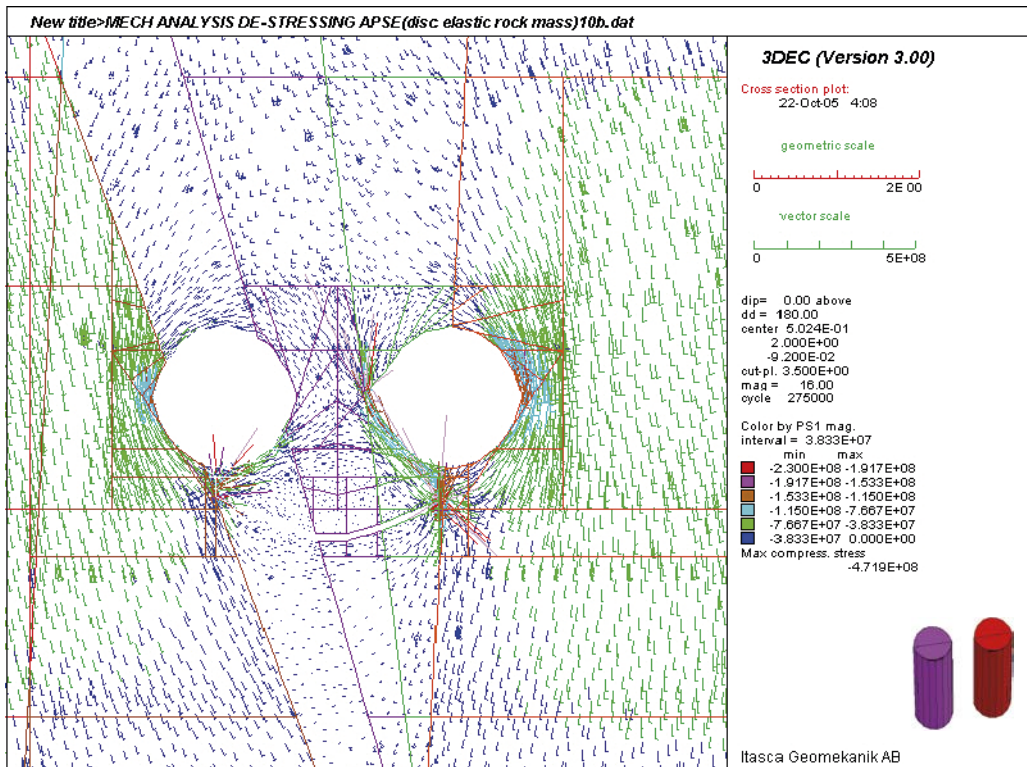 New title>MECH ANALYSIS DE-STRESSING APSE(disc elastic rock mass)10b.dat
3DEC (Version 3.00)
Cross section plot:
22-Oct-05 4:08
geometric scale
0 2E 00
vector scale
0 5E+08
dip= 0.00 above
dd = 180.00
center 5.024E-01
2.000E+00
-9.200E-02
cut-pl. 3.500E+00
mag = 16.00
cycle 275000
Color by PS1 mag.
interval = 3.833E+07
min max
-2.300E+08 -1.917E+08
-1.917E+08 -1.533E+08
-1.533E+08 -1.150E+08
-1.150E+08 -7.667E+07
-7.667E+07 -3.833E+07
-3.833E+07 0.000E+00
Max compress. stress
-4.719E+08
Itasca Geomekanik AB